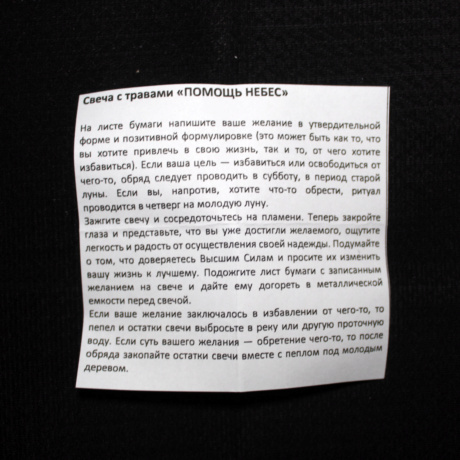 Свеча с травами «ПОМОЩЬ НЕБЕС»
На листе бумаги напишите ваше желание в утвердительной
форме и позитивной формулировке (это может быть как то, что
вы хотите привлечь в свою жизнь, так и то, от чего хотите
избавиться). Если ваша цель — избавиться или освободиться от
чего-то, обряд следует проводить в субботу, в период старой
луны. Если вы, напротив, хотите что-то обрести, ритуал
проводится в четверг на молодую луну.
Зажгите свечу и сосредоточьтесь на пламени. Теперь закройте
глаза и представьте, что вы уже достигли желаемого, ощутите
легкость и радость от осуществления своей надежды. Подумайте
о том, что доверяетесь Высшим Силам и просите их изменить
вашу жизнь к лучшему. Подожгите лист бумаги с записанным
желанием на свече и дайте ему догореть в металлической
емкости перед свечой.
Если ваше желание заключалось в избавлении от чего-то, то
пепел и остатки свечи выбросьте в реку или другую проточную
воду. Если суть вашего желания — обретение чего-то, то после
обряда закопайте остатки свечи вместе с пеплом под молодым
деревом.